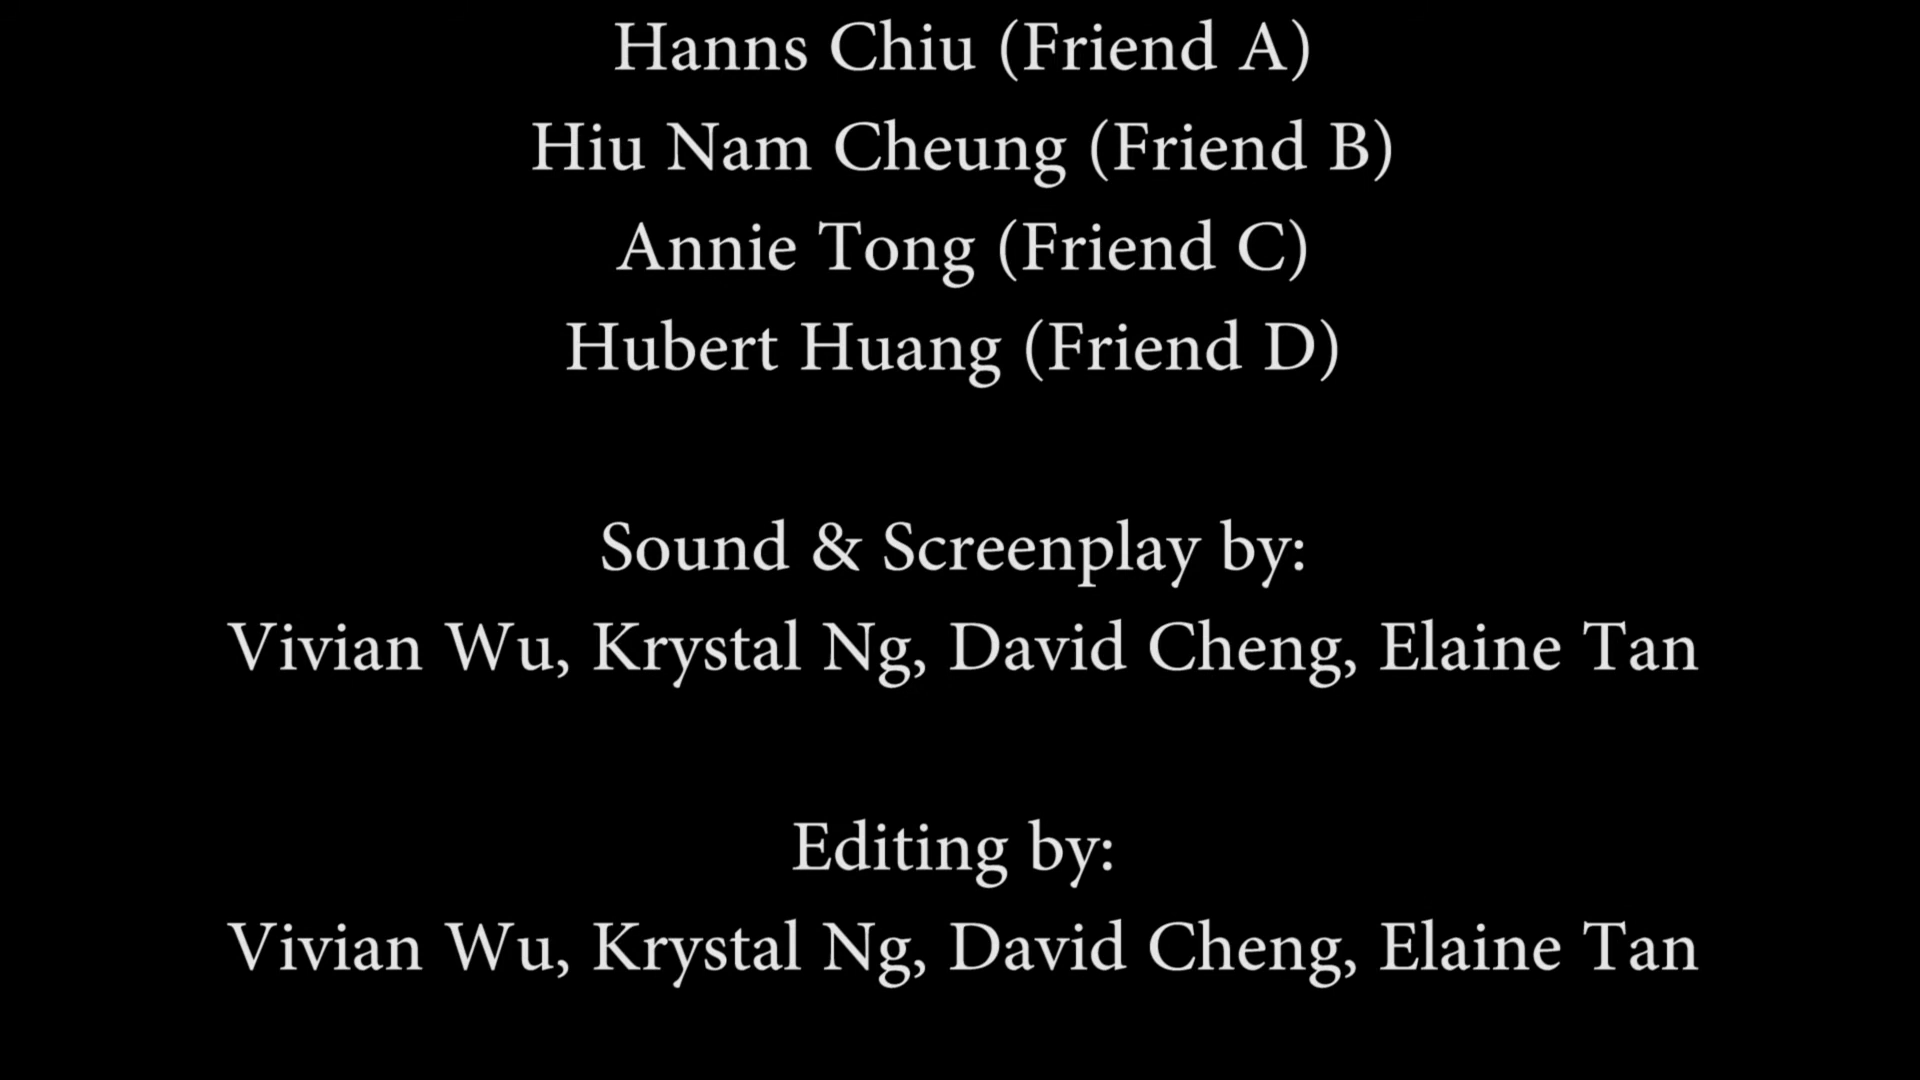 Hanns Chiu (Friend A)
Hiu Nam Cheung (Friend B)
Annie Tong (Friend C)
Hubert Huang (Friend D)
Sound & Screenplay by:
Vivian Wu, Krystal Ng, David Cheng, Elaine Tan
Editing by:
Vivian Wu, Krystal Ng, David Cheng, Elaine Tan